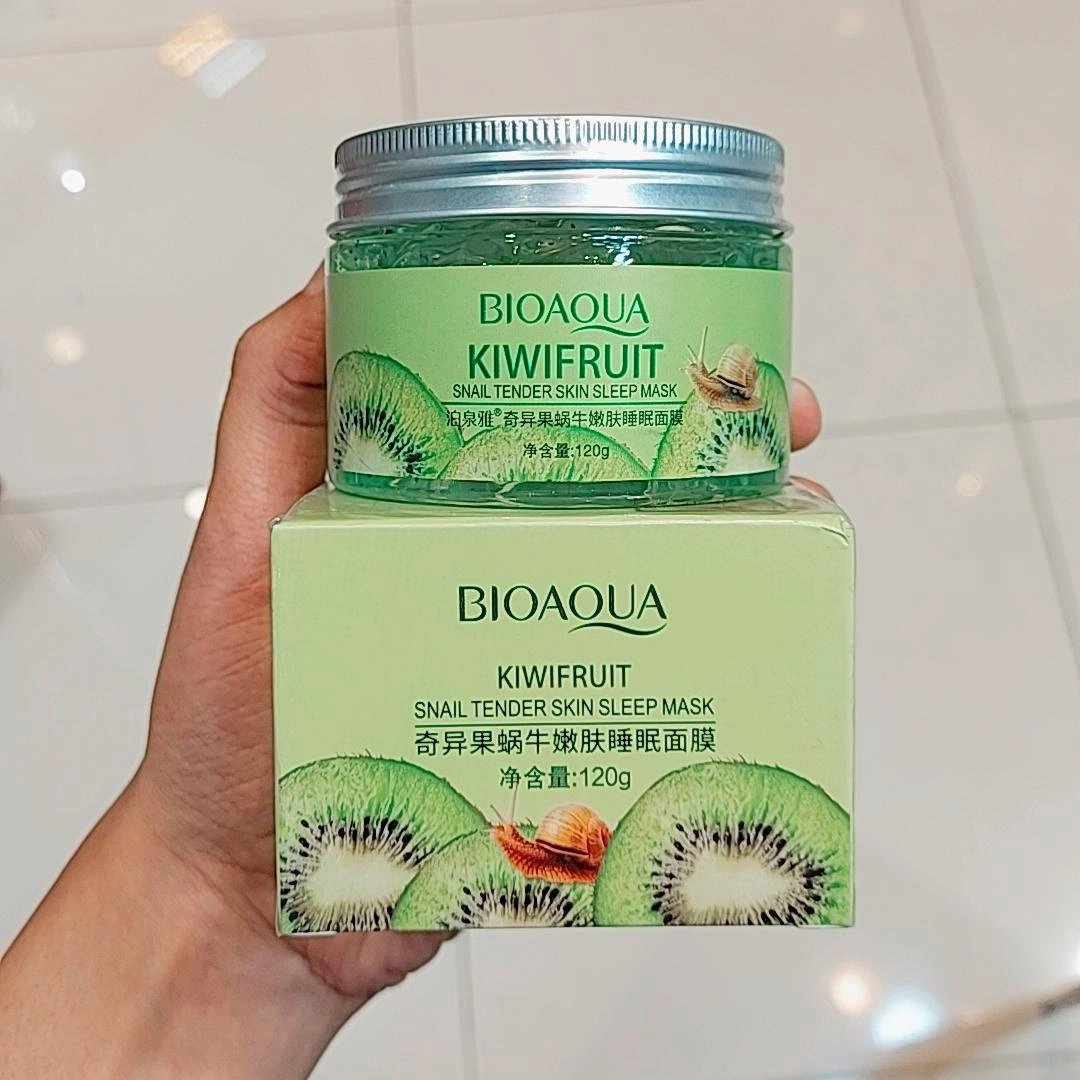 BIOAQUA
KIWIFRUIT
SNAIL TENDER SKIN SLEEP MASK
泊泉雅®奇异果蜗牛嫩肤睡眠面膜
净含量:120g
BIOAQUA
KIWIFRUIT
SNAIL TENDER SKIN SLEEP MASK
奇异果蜗牛嫩肤睡眠面膜
净含量:120g